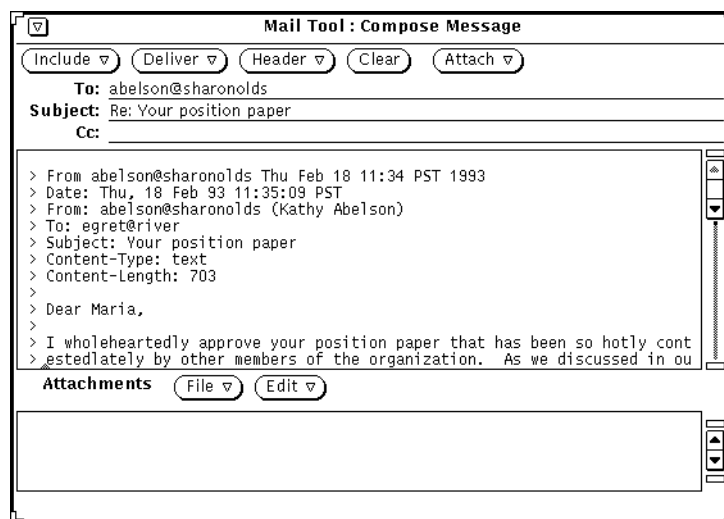 Mail Tool : Compose Message
Include Deliver Header Clear Attach
To: abelson@sharonolds
Subject: Re: Your position paper
Cc:
> From abelson@sharonolds Thu Feb 18 11:34 PST 1993
> Date: Thu, 18 Feb 93 11:35:09 PST
> From: abelson@sharonolds (Kathy Abelson)
> To: egret@river
> Subject: Your position paper
> Content-Type: text
> Content-Length: 703
>
> Dear Maria,
>
> I wholeheartedly approve your position paper that has been so hotly cont
> estedlately by other members of the organization.  As we discussed in ou
Attachments File Edit